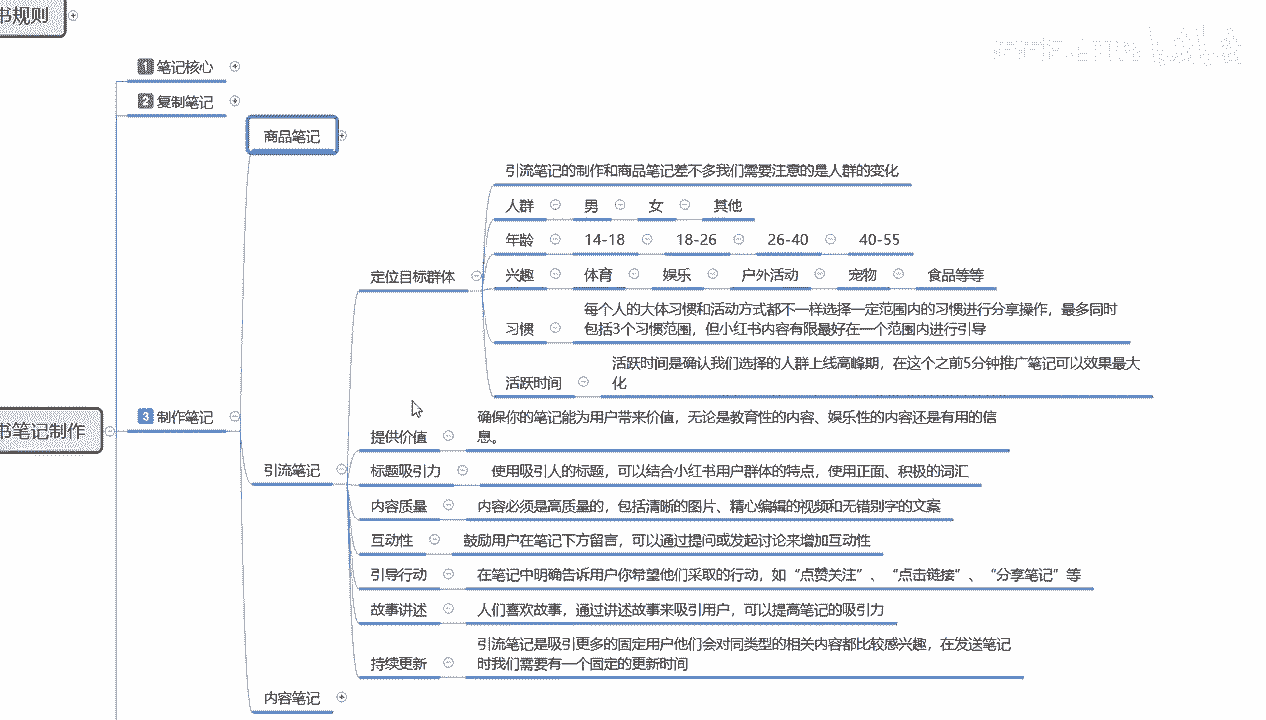 书规则
1 笔记核心
2 复制笔记
商品笔记
引流笔记的制作和商品笔记差不多我们需要注意的是人群的变化
人群 男 女 其他
年龄 14-18 18-26 26-40 40-55
定位目标群体
兴趣 体育 娱乐 户外活动 宠物 食品等等
每个人的大体习惯和活动方式都不一样选择一定范围内的习惯进行分享操作，最多同时
习惯
包括3个习惯范围，但小红书内容有限最好在一个范围内进行引导
活跃时间是确认我们选择的人群上线高峰期，在这个之前5分钟推广笔记可以效果最大
活跃时间
化
3 制作笔记
书笔记制作
确保你的笔记能为用户带来价值，无论是教育性的内容、娱乐性的内容还是有用的信
提供价值
息。
引流笔记
标题吸引力 使用吸引人的标题，可以结合小红书用户群体的特点，使用正面、积极的词汇
内容质量 内容必须是高质量的，包括清晰的图片、精心编辑的视频和无错别字的文案
互动性 鼓励用户在笔记下方留言，可以通过提问或发起讨论来增加互动性
引导行动 在笔记中明确告诉用户你希望他们采取的行动，如“点赞关注”、“点击链接”、“分享笔记”等
故事讲述 人们喜欢故事，通过讲述故事来吸引用户，可以提高笔记的吸引力
引流笔记是吸引更多的固定用户他们会对同类型的相关内容都比较感兴趣，在发送笔记
持续更新
时我们需要有一个固定的更新时间
内容笔记